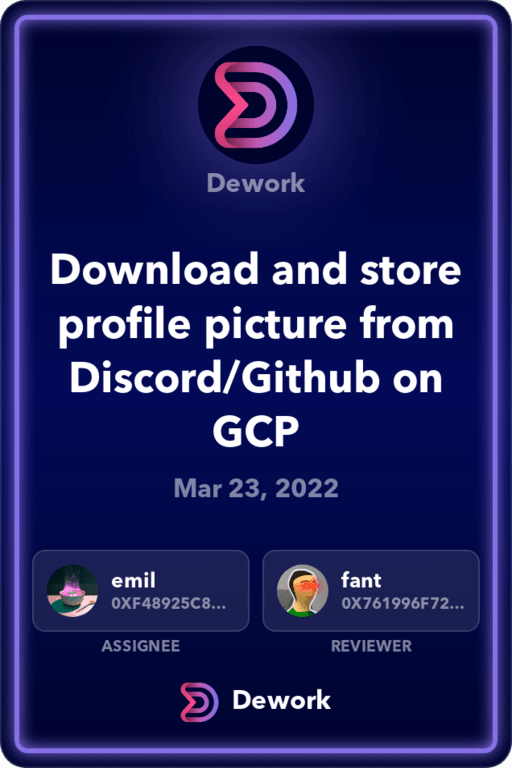 Dework
Download and store
profile picture from
Discord/Github on
GCP
Mar 23, 2022
emil
0XF48925C8...
fant
0X761996F72...
ASSIGNEE
REVIEWER
Dework